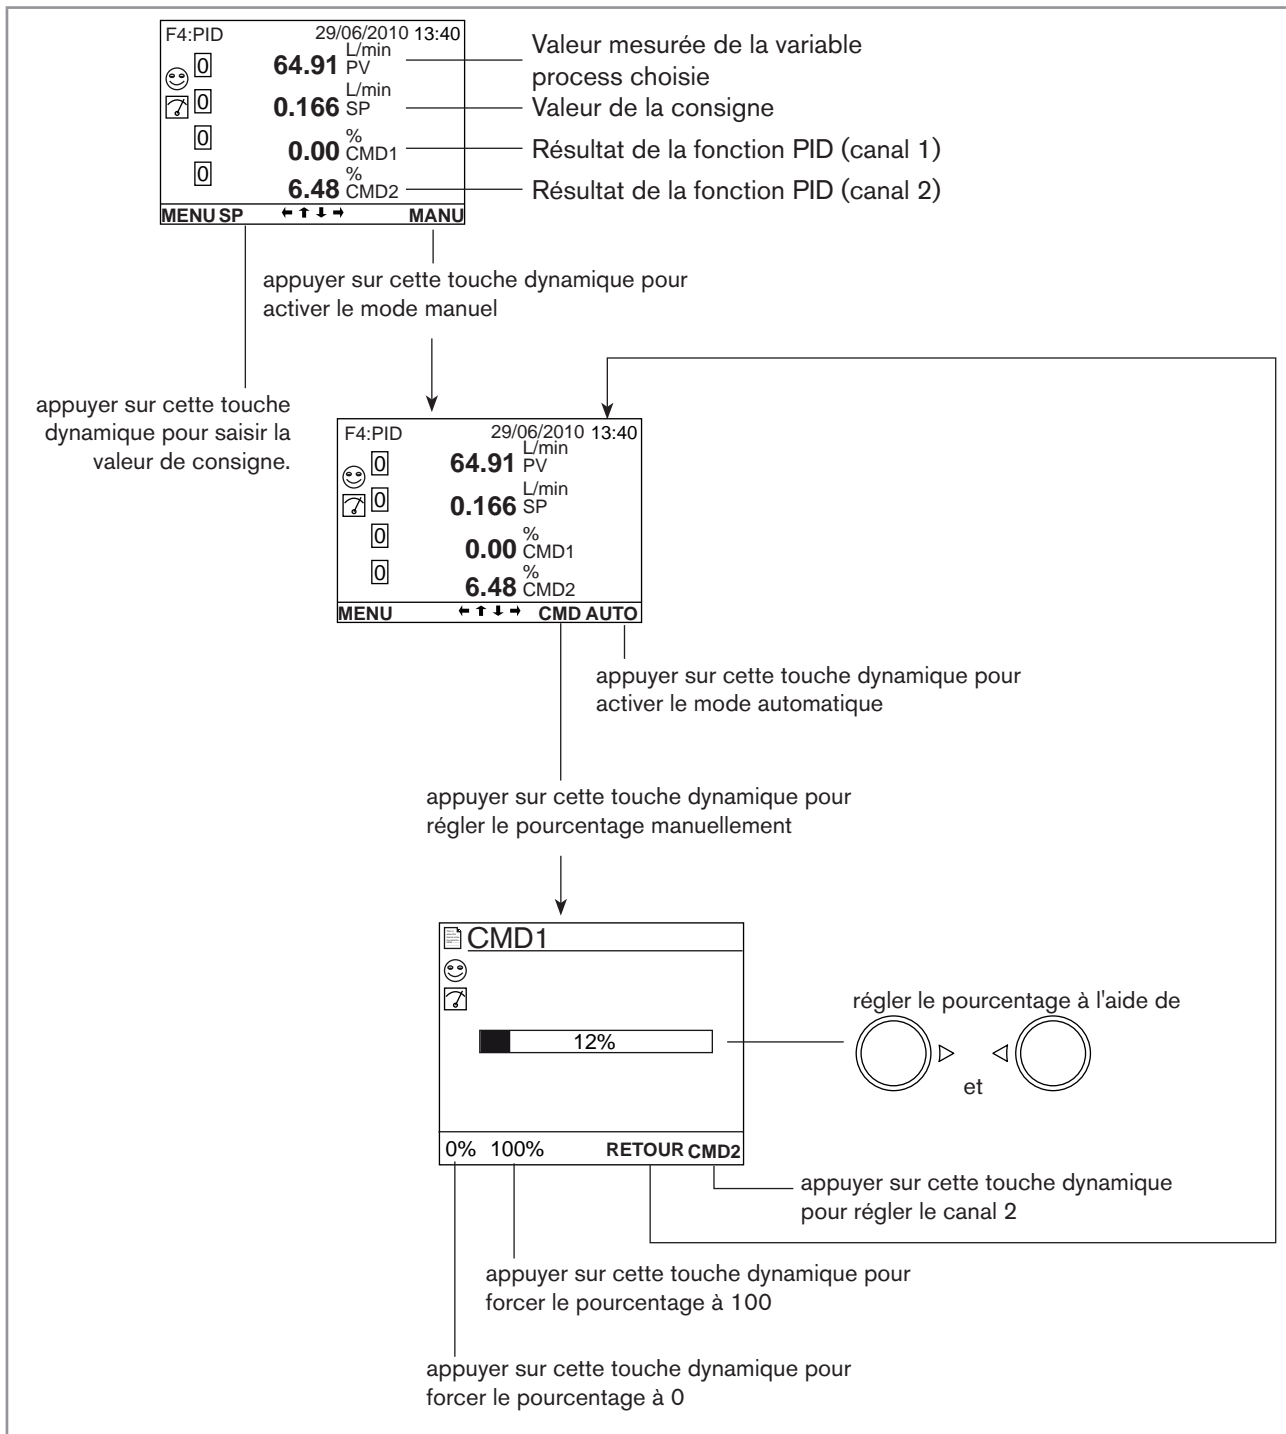 F4:PID 29/06/2010 13:40
0 64.91 L/min PV
0 0.166 L/min SP
0 0.00 % CMD1
0 6.48 % CMD2
MENU SP MANU
Valeur mesurée de la variable
process choisie
Valeur de la consigne
Résultat de la fonction PID (canal 1)
Résultat de la fonction PID (canal 2)
appuyer sur cette touche dynamique pour
activer le mode manuel
appuyer sur cette touche
dynamique pour saisir la
valeur de consigne.
F4:PID 29/06/2010 13:40
0 64.91 L/min PV
0 0.166 L/min SP
0 0.00 % CMD1
0 6.48 % CMD2
MENU CMD AUTO
appuyer sur cette touche dynamique pour
activer le mode automatique
appuyer sur cette touche dynamique pour
régler le pourcentage manuellement
CMD1
12%
0% 100% RETOUR CMD2
régler le pourcentage à l'aide de
et
appuyer sur cette touche dynamique
pour régler le canal 2
appuyer sur cette touche dynamique pour
forcer le pourcentage à 100
appuyer sur cette touche dynamique pour
forcer le pourcentage à 0